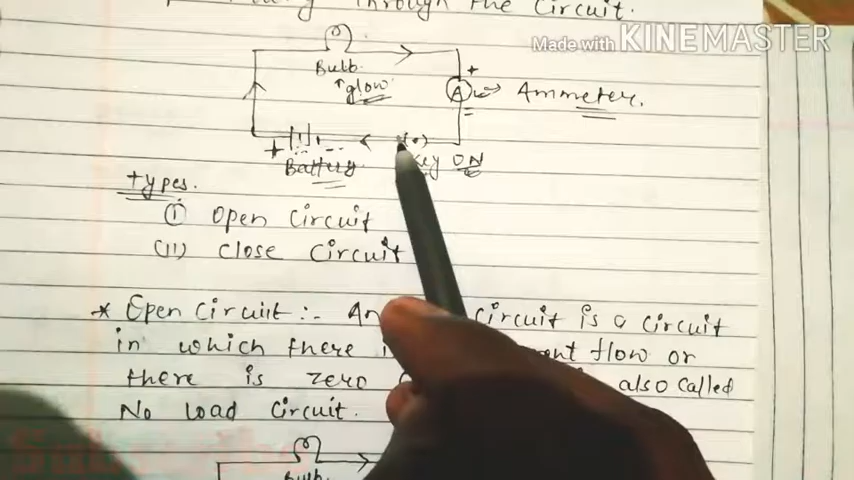 through the Circuit.
Made with KINEMASTER
Bulb.
↑glow
+
A → Ammeter.
+
Battery
key ON
types.
(i) Open Circuit
(ii) Close Circuit
* Open Circuit :- An Circuit is a circuit
in which there flow or
there is zero also called
No load Circuit.
Subscribe
Bulb